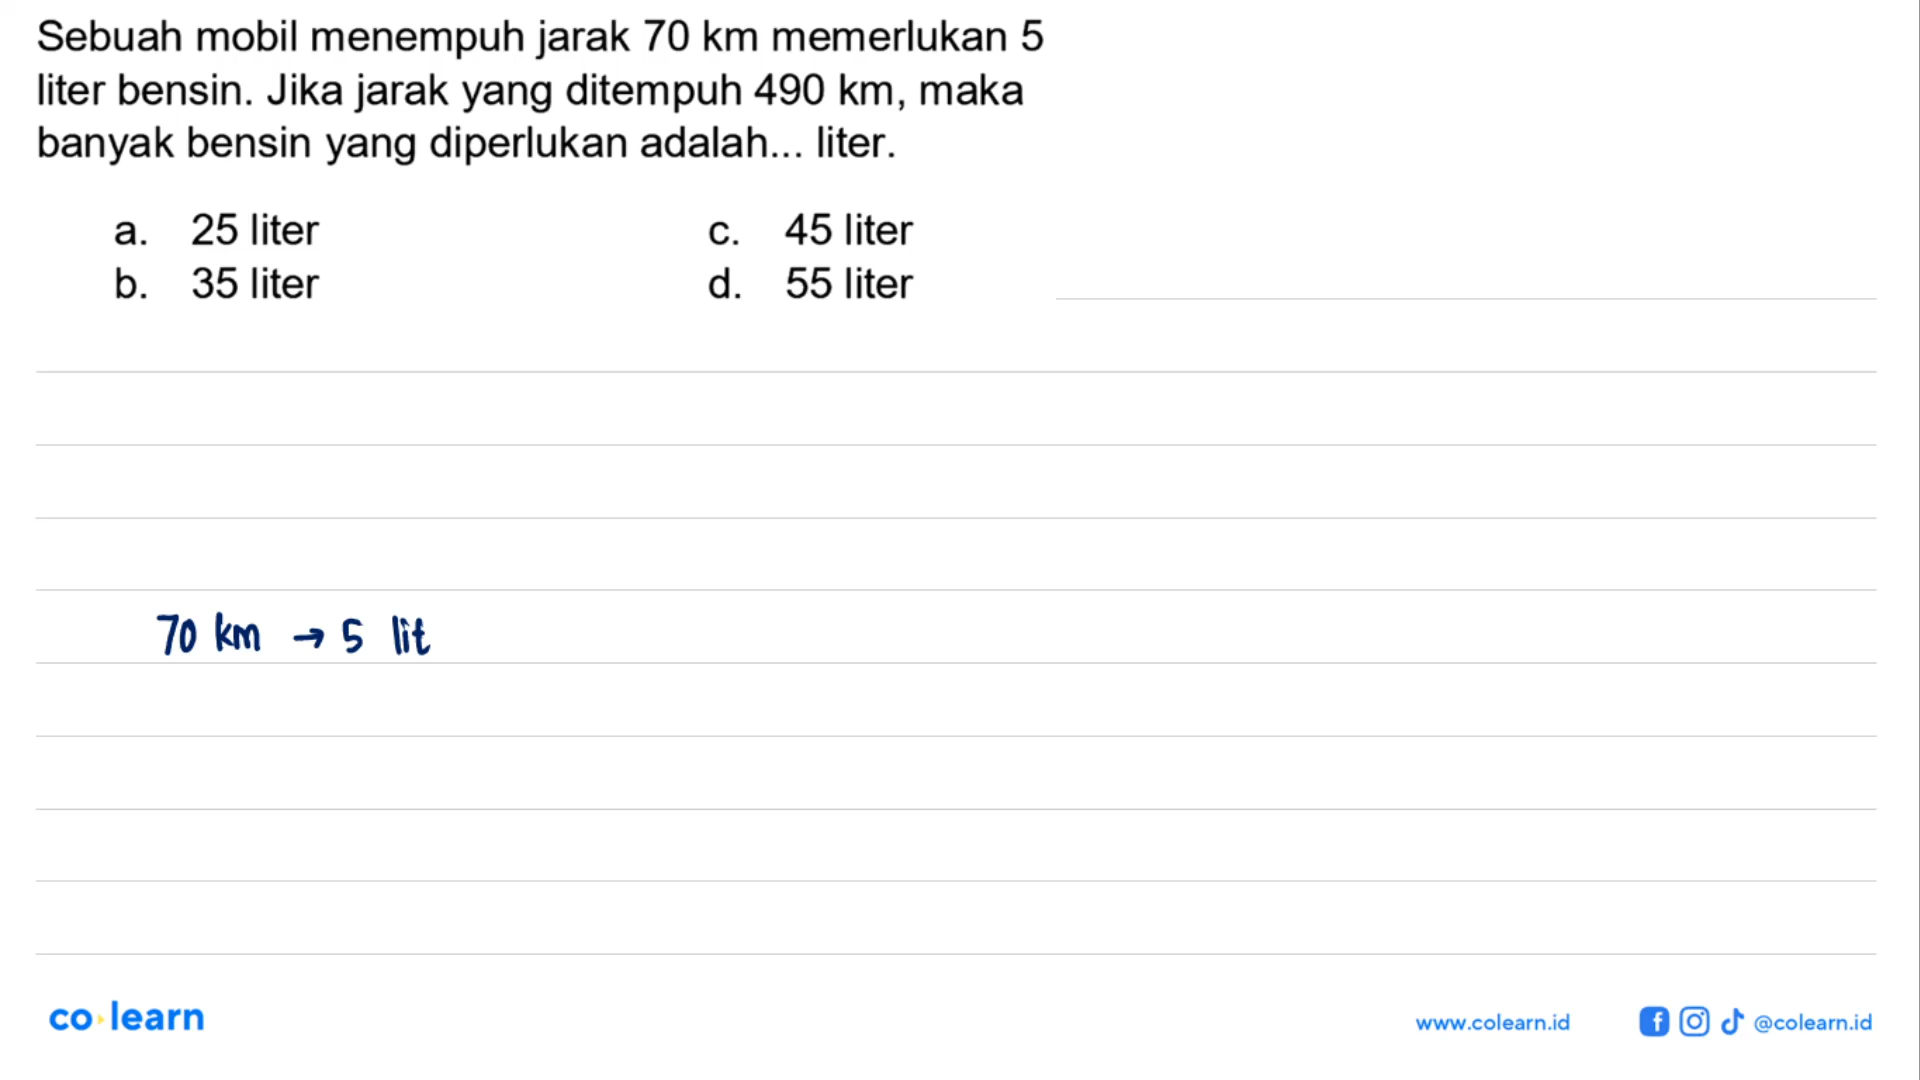 Sebuah mobil menempuh jarak 70 km memerlukan 5
liter bensin. Jika jarak yang ditempuh 490 km, maka
banyak bensin yang diperlukan adalah... liter.
a. 25 liter
c. 45 liter
b. 35 liter
d. 55 liter
70 km → 5 lit
co learn
www.colearn.id
@colearn.id